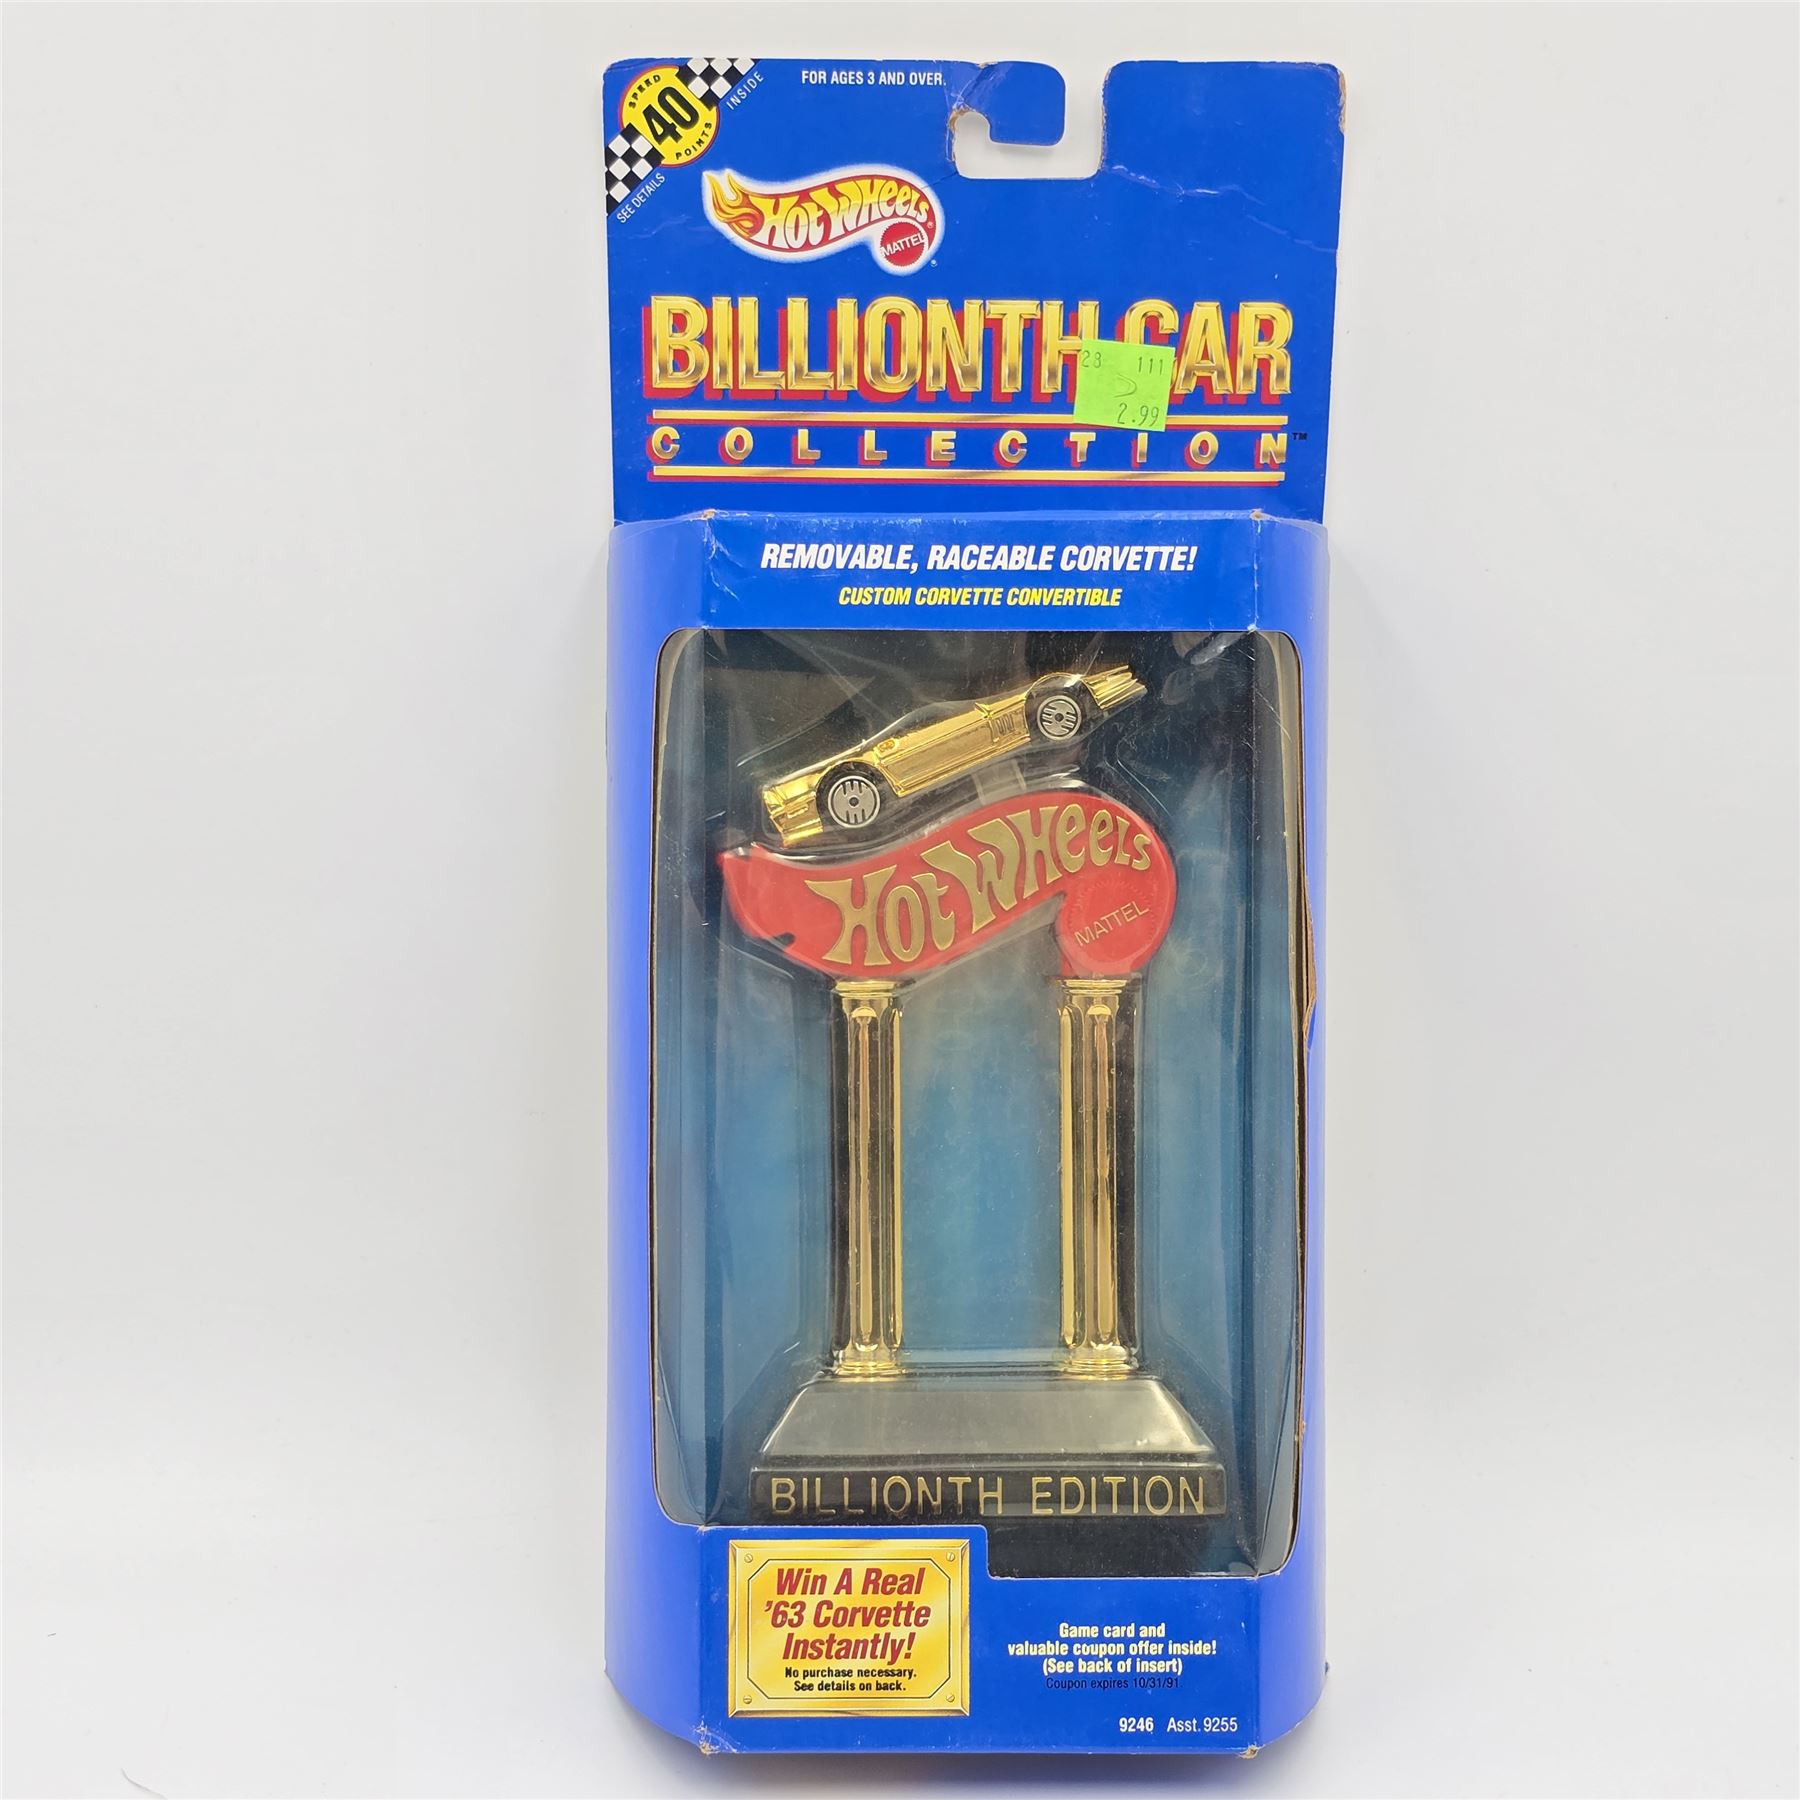 SPEED
40
POINTS
INSIDE
SEE DETAILS
FOR AGES 3 AND OVER.
HOT WHEELS®
MATTEL
BILLIONTH CAR
28 111
2.99
COLLECTION™
REMOVABLE, RACEABLE CORVETTE!
CUSTOM CORVETTE CONVERTIBLE
HOT WHEELS
MATTEL
BILLIONTH EDITION
Win A Real
'63 Corvette
Instantly!
No purchase necessary.
See details on back.
Game card and
valuable coupon offer inside!
(See back of insert)
Coupon expires 10/31/91.
9246 Asst. 9255